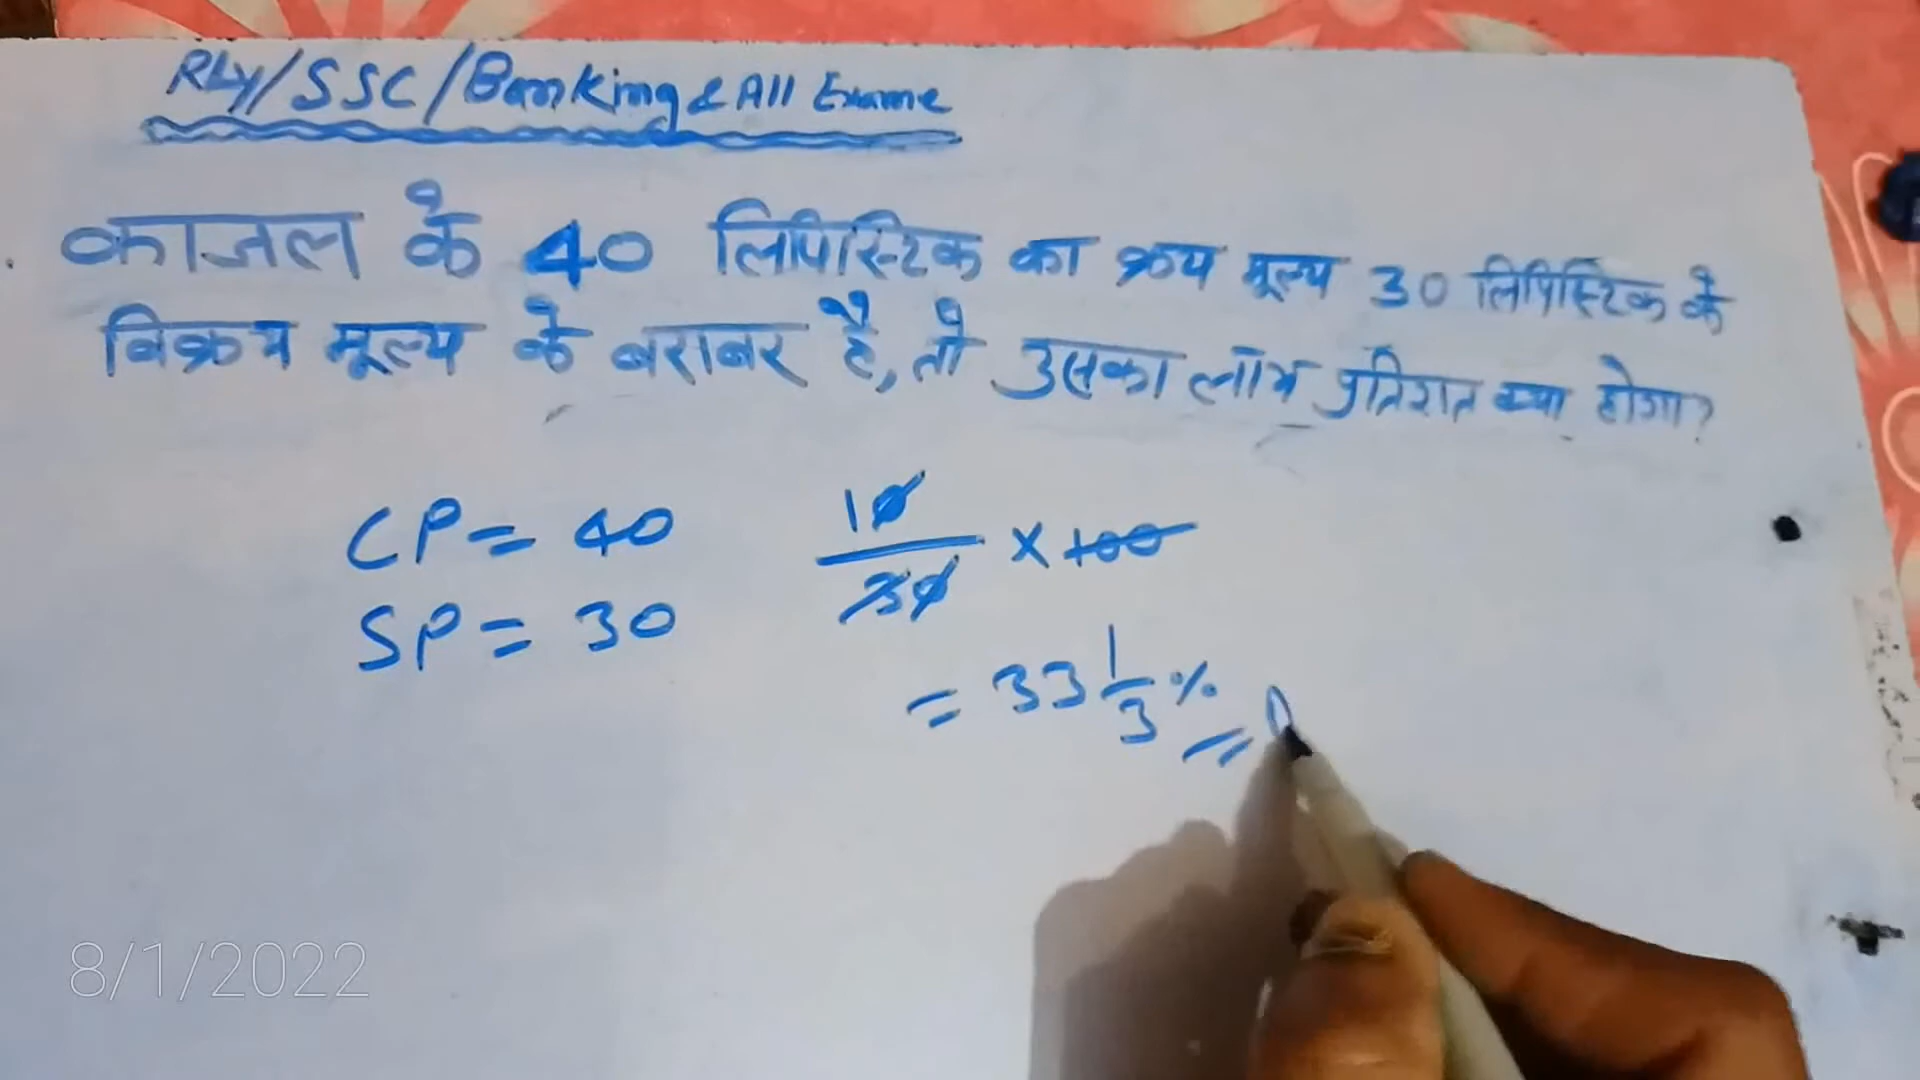 RLY/SSC/Banking & All Exame
काजल के 40 लिपिस्टिक का क्रय मूल्य 30 लिपिस्टिक के
विक्रय मूल्य के बराबर है, तो उसका लाभ प्रतिशत क्या होगा?
CP = 40
SP = 30
10/30 × 100
= 33 1/3 %
8/1/2022